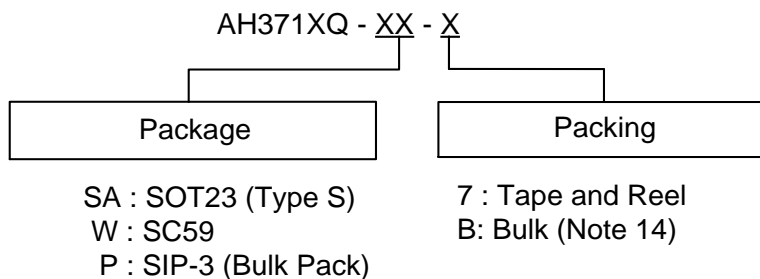 AH371XQ - XX - X
Package
Packing
SA : SOT23 (Type S)
W : SC59
P : SIP-3 (Bulk Pack)
7 : Tape and Reel
B: Bulk (Note 14)